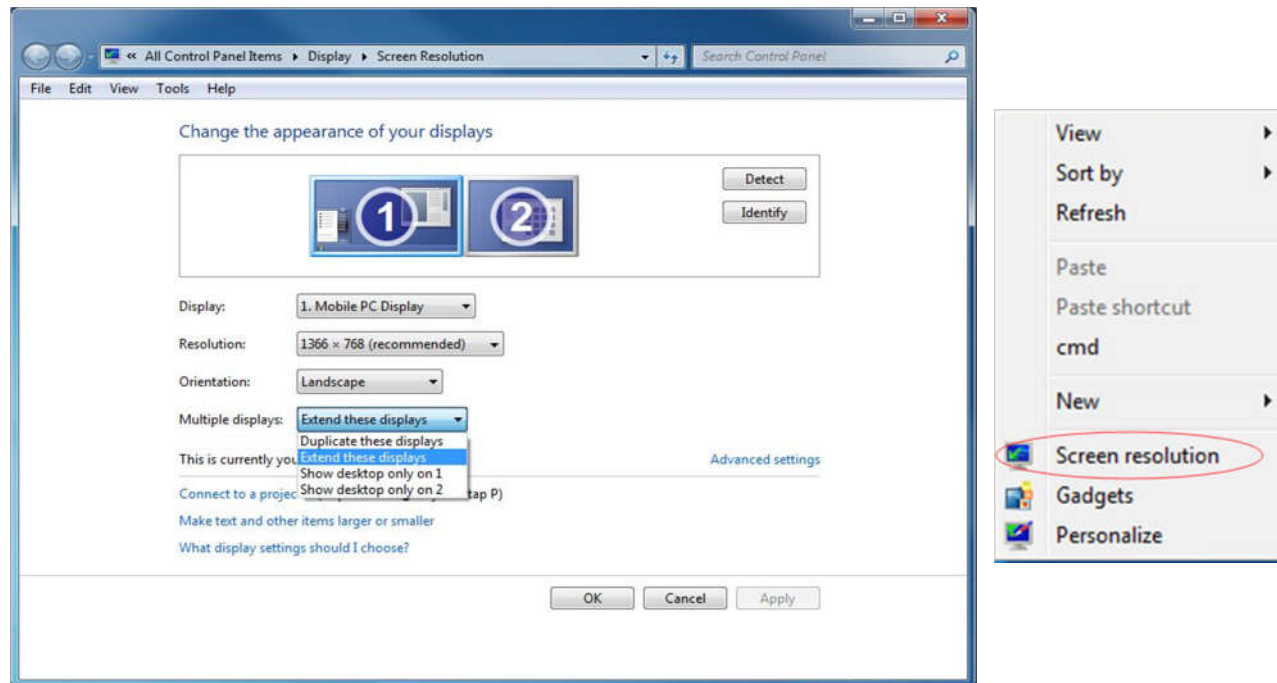 « All Control Panel Items ▸ Display ▸ Screen Resolution
Search Control Panel
File Edit View Tools Help
Change the appearance of your displays
1 2
Detect
Identify
Display: 1. Mobile PC Display
Resolution: 1366 × 768 (recommended)
Orientation: Landscape
Multiple displays: Extend these displays
Duplicate these displays
Extend these displays
Show desktop only on 1
Show desktop only on 2
This is currently you
Advanced settings
Connect to a projec tap P)
Make text and other items larger or smaller
What display settings should I choose?
OK Cancel Apply
View
Sort by
Refresh
Paste
Paste shortcut
cmd
New
Screen resolution
Gadgets
Personalize